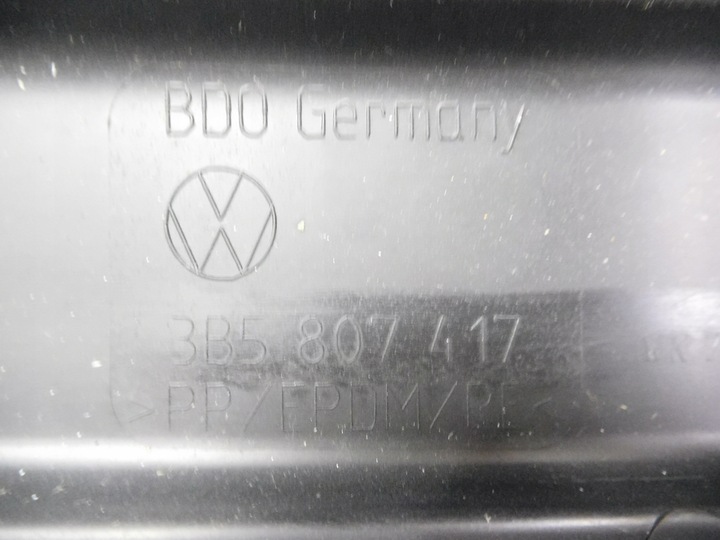 BDO Germany
3B5 807 417
>PP/EPDM/PE<